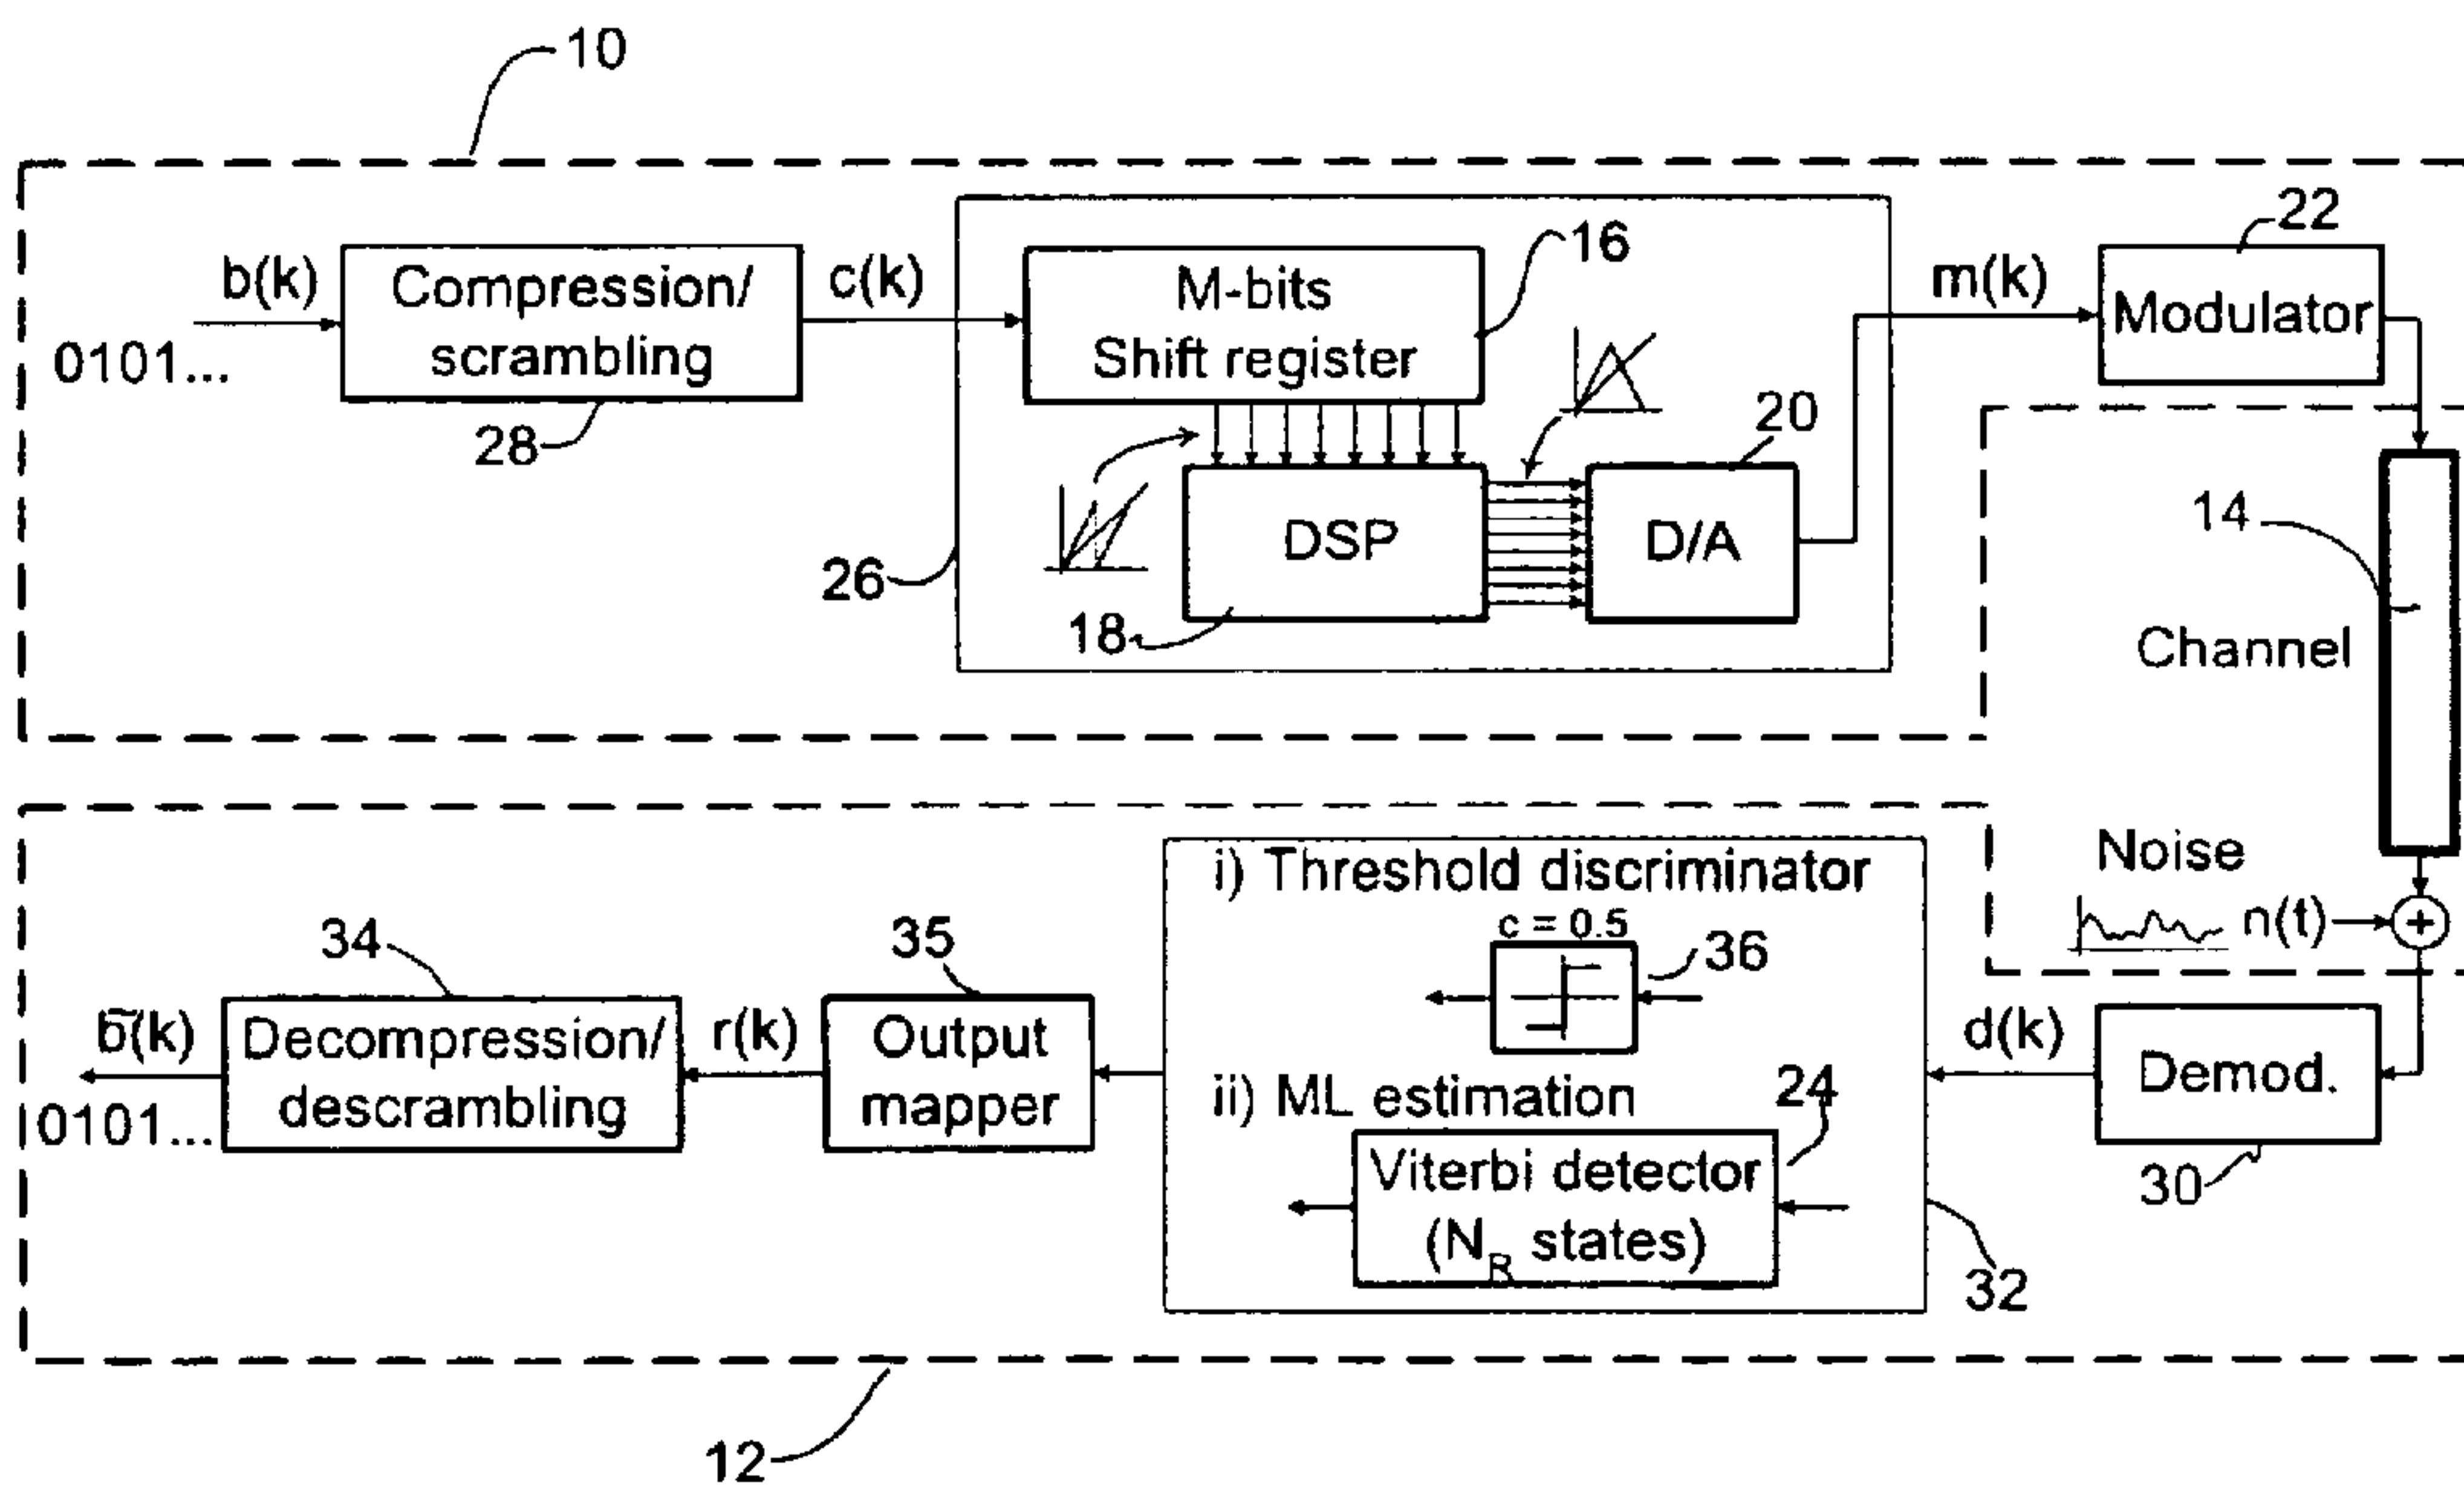 10
22
16
b(k)
Compression/
scrambling
c(k)
M-bits
Shift register
m(k)
Modulator
0101...
28
20
DSP
D/A
14
26
18
Channel
i) Threshold discriminator
Noise
c = 0.5
n(t)
+
34
35
36
b̃(k)
Decompression/
descrambling
r(k)
Output
mapper
d(k)
Demod.
0101...
ii) ML estimation
24
Viterbi detector
(N_B states)
30
32
12